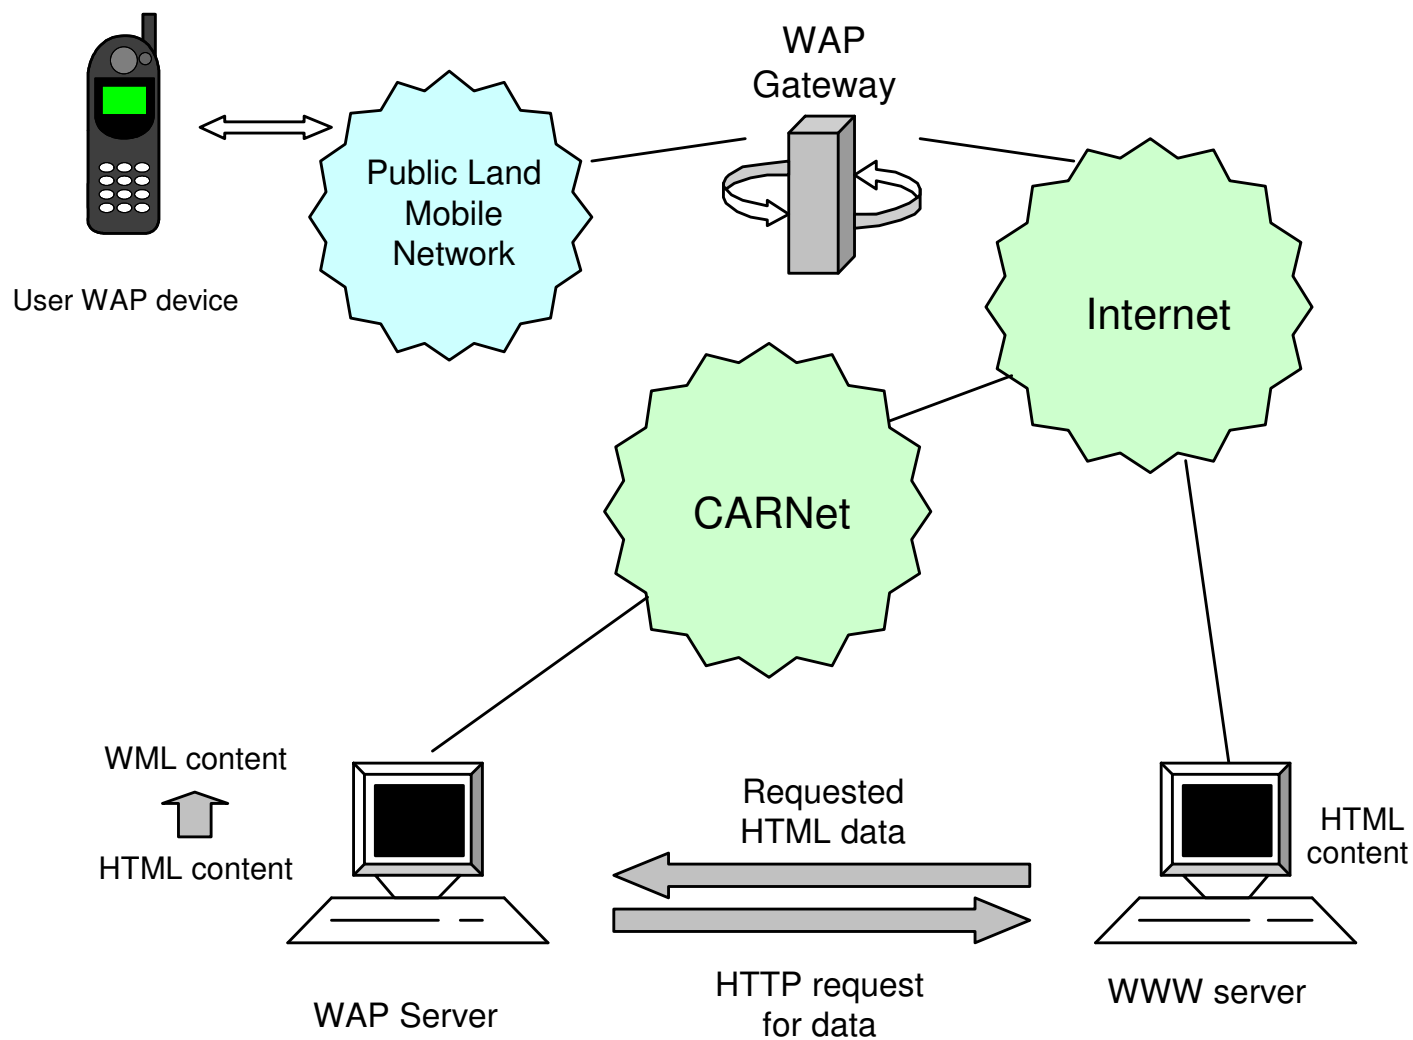 WAP
Gateway
Public Land
Mobile
Network
User WAP device
Internet
CARNet
WML content
HTML content
Requested
HTML data
HTML
content
HTTP request
for data
WAP Server
WWW server